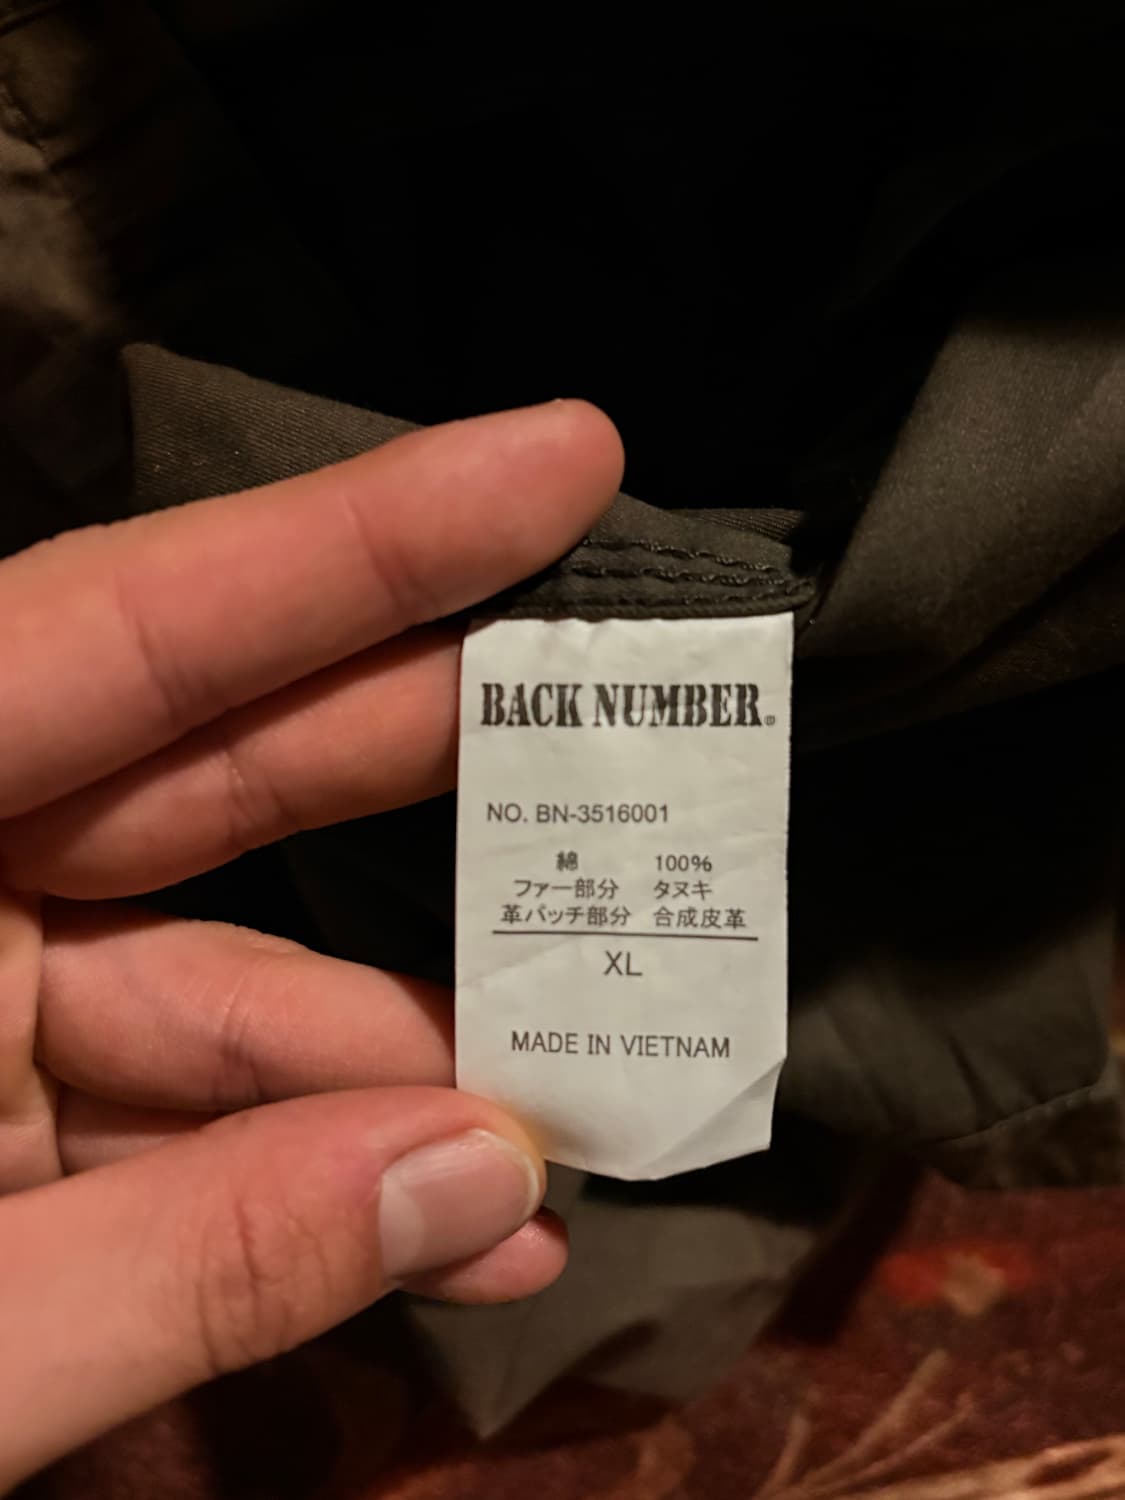 BACK NUMBER®
NO. BN-3516001
綿 100%
ファー部分 タヌキ
革パッチ部分 合成皮革
XL
MADE IN VIETNAM